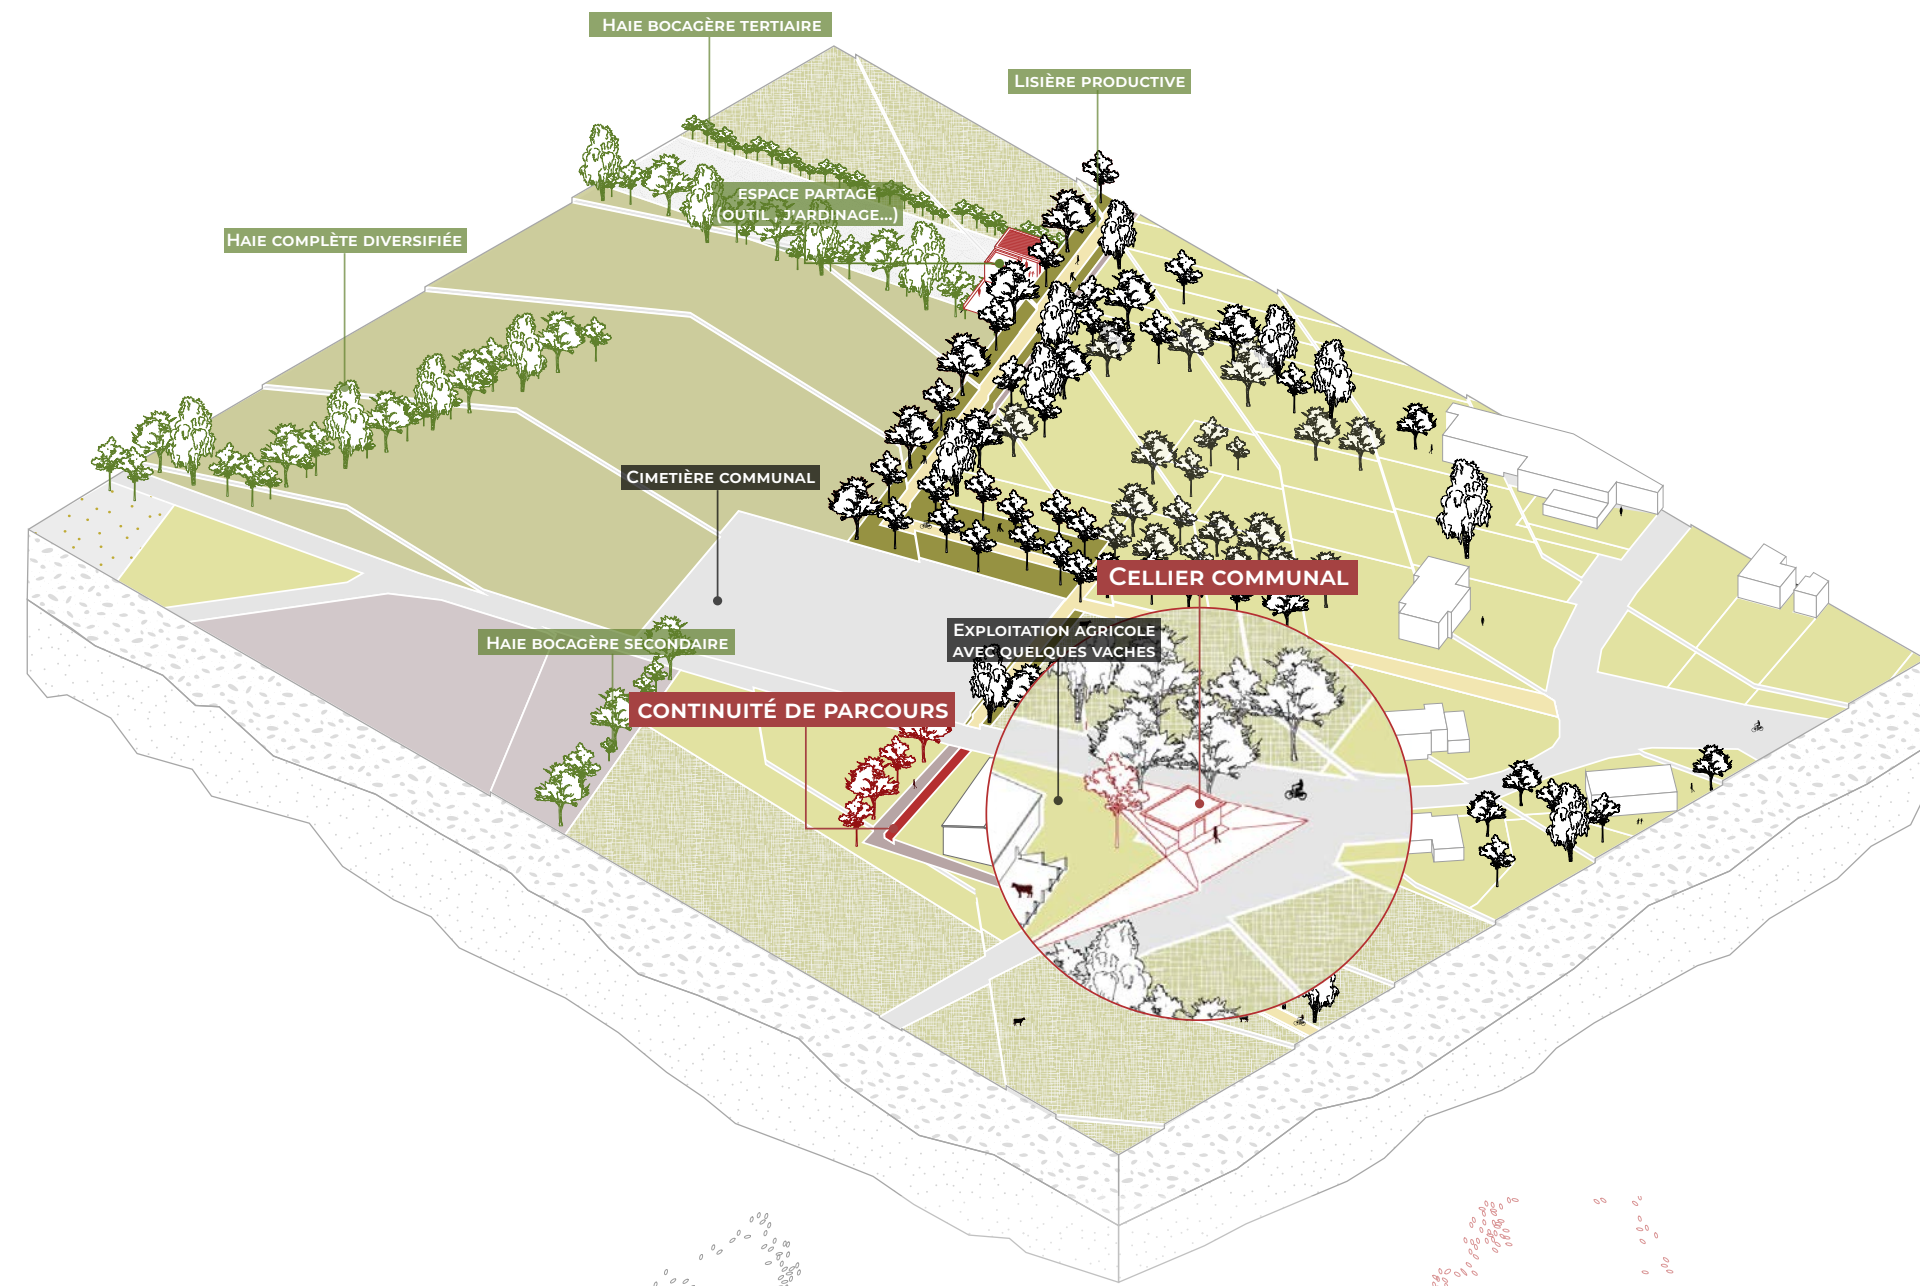 HAIE BOCAGÈRE TERTIAIRE
LISIÈRE PRODUCTIVE
ESPACE PARTAGÉ
(OUTIL , J'ARDINAGE...)
HAIE COMPLÈTE DIVERSIFIÉE
CIMETIÈRE COMMUNAL
CELLIER COMMUNAL
EXPLOITATION AGRICOLE
AVEC QUELQUES VACHES
HAIE BOCAGÈRE SECONDAIRE
CONTINUITÉ DE PARCOURS